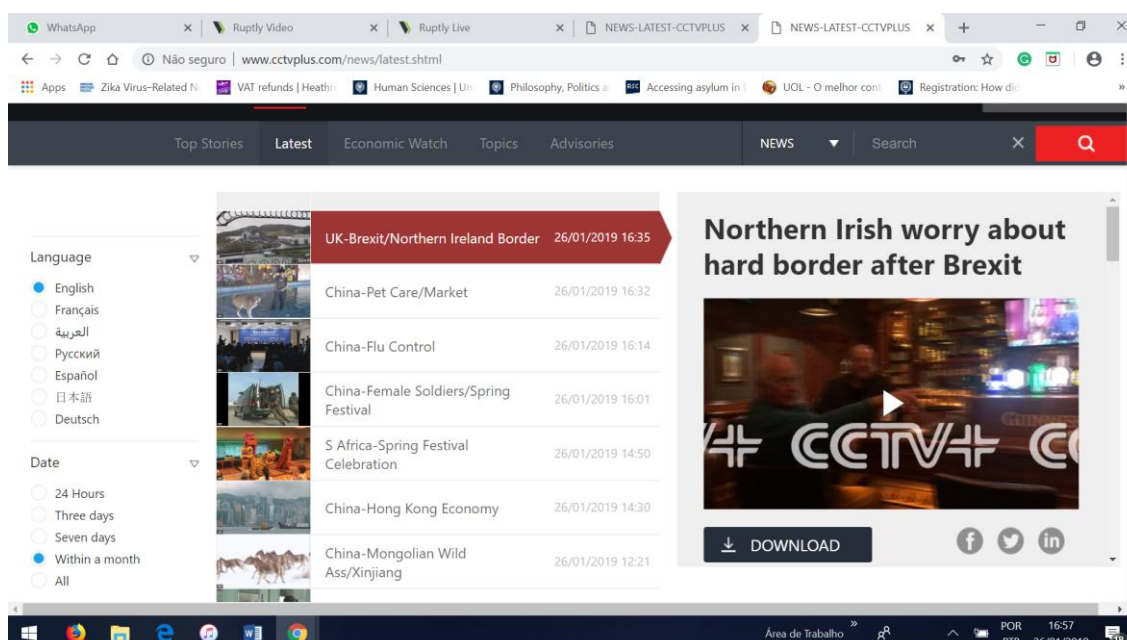 WhatsApp
Ruptly Video
Ruptly Live
NEWS-LATEST-CCTVPLUS
NEWS-LATEST-CCTVPLUS
Não seguro | www.cctvplus.com/news/latest.shtml
Apps
Zika Virus-Related N
VAT refunds | Heathr
Human Sciences | Un
Philosophy, Politics a
Accessing asylum in
UOL - O melhor cont
Registration: How did
Top Stories
Latest
Economic Watch
Topics
Advisories
NEWS
Search
Language
English
Français
العربية
Русский
Español
日本語
Deutsch
Date
24 Hours
Three days
Seven days
Within a month
All
UK-Brexit/Northern Ireland Border 26/01/2019 16:35
China-Pet Care/Market 26/01/2019 16:32
China-Flu Control 26/01/2019 16:14
China-Female Soldiers/Spring
Festival 26/01/2019 16:01
S Africa-Spring Festival
Celebration 26/01/2019 14:50
China-Hong Kong Economy 26/01/2019 14:30
China-Mongolian Wild
Ass/Xinjiang 26/01/2019 12:21
Northern Irish worry about
hard border after Brexit
GUINNESS
CCTV+
DOWNLOAD
Área de Trabalho
POR
16:57
PTB
26/01/2019